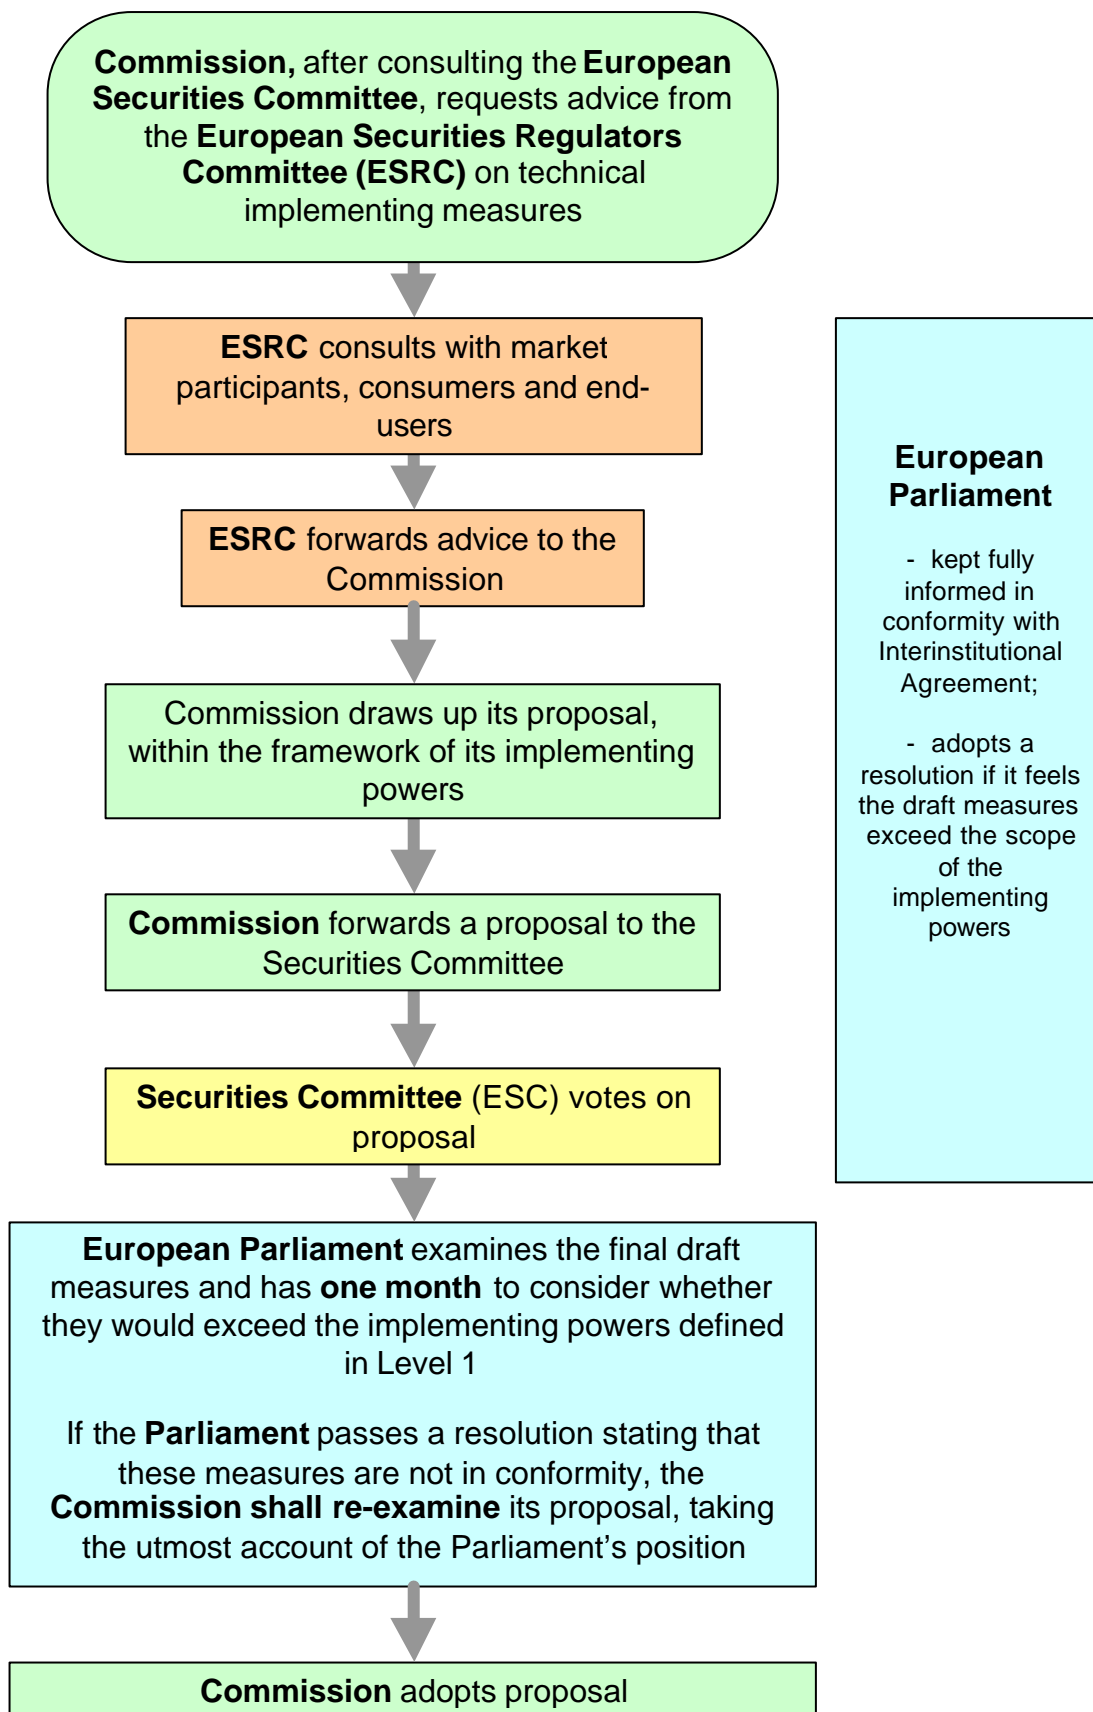 Commission, after consulting the European
Securities Committee, requests advice from
the European Securities Regulators
Committee (ESRC) on technical
implementing measures
ESRC consults with market
participants, consumers and end-
users
ESRC forwards advice to the
Commission
Commission draws up its proposal,
within the framework of its implementing
powers
Commission forwards a proposal to the
Securities Committee
Securities Committee (ESC) votes on
proposal
European Parliament examines the final draft
measures and has one month to consider whether
they would exceed the implementing powers defined
in Level 1
If the Parliament passes a resolution stating that
these measures are not in conformity, the
Commission shall re-examine its proposal, taking
the utmost account of the Parliament’s position
Commission adopts proposal
European
Parliament
- kept fully
informed in
conformity with
Interinstitutional
Agreement;
- adopts a
resolution if it feels
the draft measures
exceed the scope
of the
implementing
powers